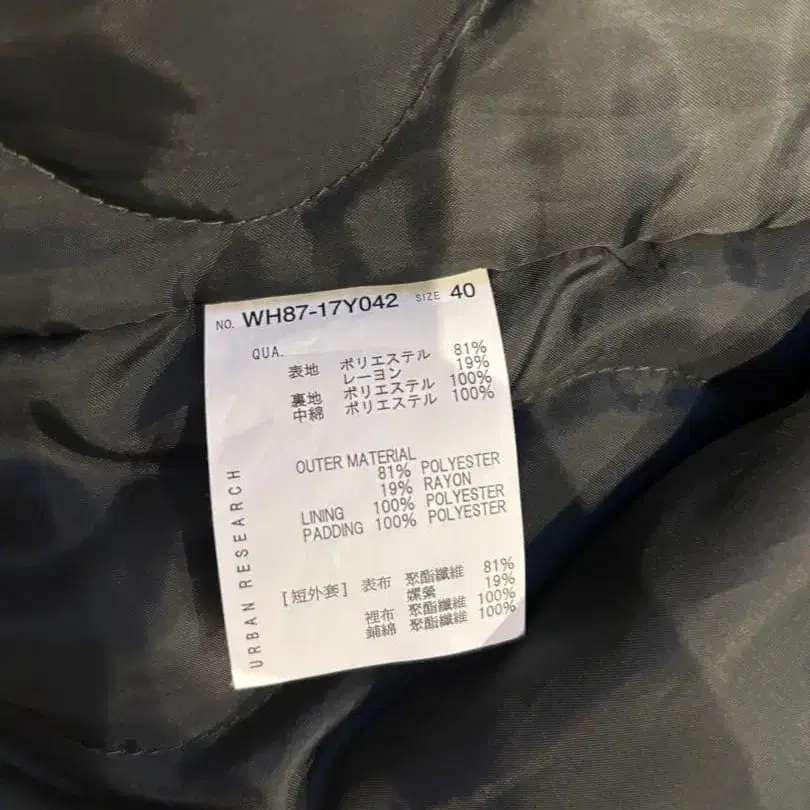 NO. WH87-17Y042 SIZE 40
QUA.
表地 ポリエステル 81%
レーヨン 19%
裏地 ポリエステル 100%
中綿 ポリエステル 100%
OUTER MATERIAL
81% POLYESTER
19% RAYON
LINING 100% POLYESTER
PADDING 100% POLYESTER
[短外套] 表布 聚酯纖維 81%
嫘縈 19%
裡布 聚酯纖維 100%
鋪綿 聚酯纖維 100%
URBAN RESEARCH